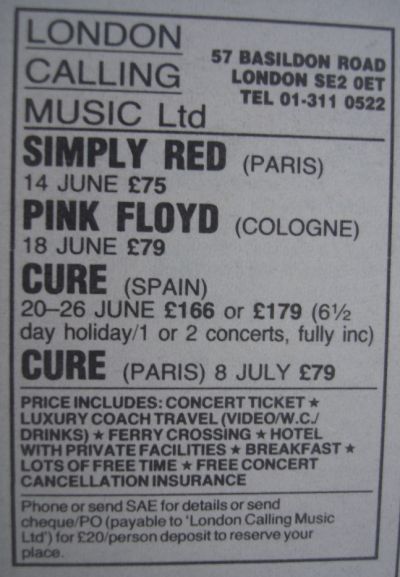 LONDON
CALLING
MUSIC Ltd
57 BASILDON ROAD
LONDON SE2 0ET
TEL 01-311 0522
SIMPLY RED (PARIS)
14 JUNE £75
PINK FLOYD (COLOGNE)
18 JUNE £79
CURE (SPAIN)
20–26 JUNE £166 or £179 (6½
day holiday/1 or 2 concerts, fully inc)
CURE (PARIS) 8 JULY £79
PRICE INCLUDES: CONCERT TICKET ★
LUXURY COACH TRAVEL (VIDEO/W.C./
DRINKS) ★ FERRY CROSSING ★ HOTEL
WITH PRIVATE FACILITIES ★ BREAKFAST ★
LOTS OF FREE TIME ★ FREE CONCERT
CANCELLATION INSURANCE
Phone or send SAE for details or send
cheque/PO (payable to 'London Calling Music
Ltd') for £20/person deposit to reserve your
place.